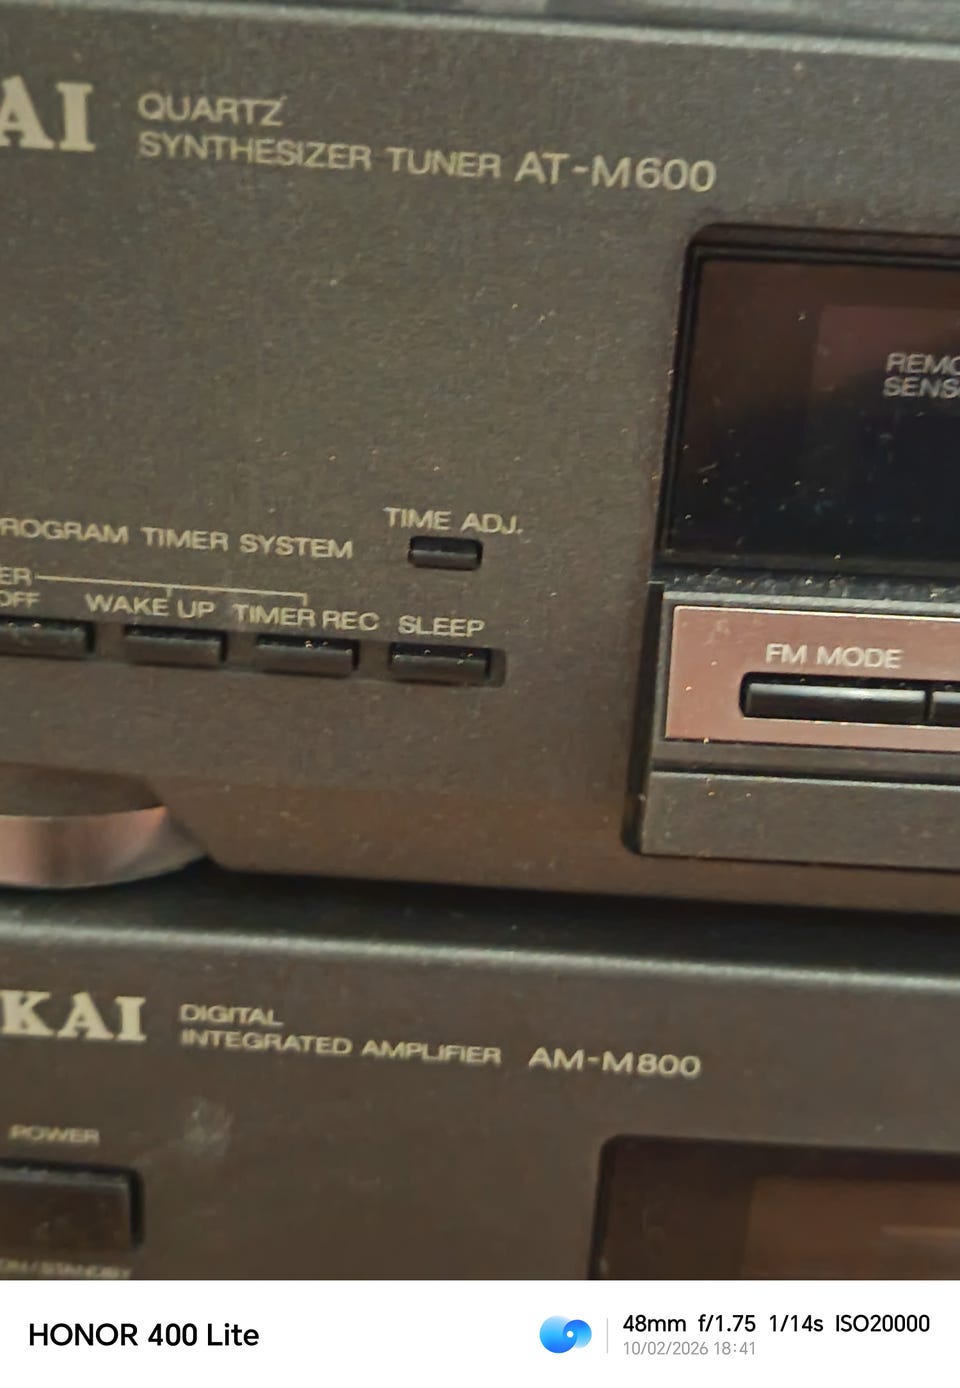 AI QUARTZ
SYNTHESIZER TUNER AT-M600
REMO
SENS
TIME ADJ.
ROGRAM TIMER SYSTEM
ER
OFF WAKE UP TIMER REC SLEEP
FM MODE
KAI DIGITAL
INTEGRATED AMPLIFIER AM-M800
POWER
ON/STANDBY
HONOR 400 Lite
48mm f/1.75 1/14s ISO20000
10/02/2026 18:41